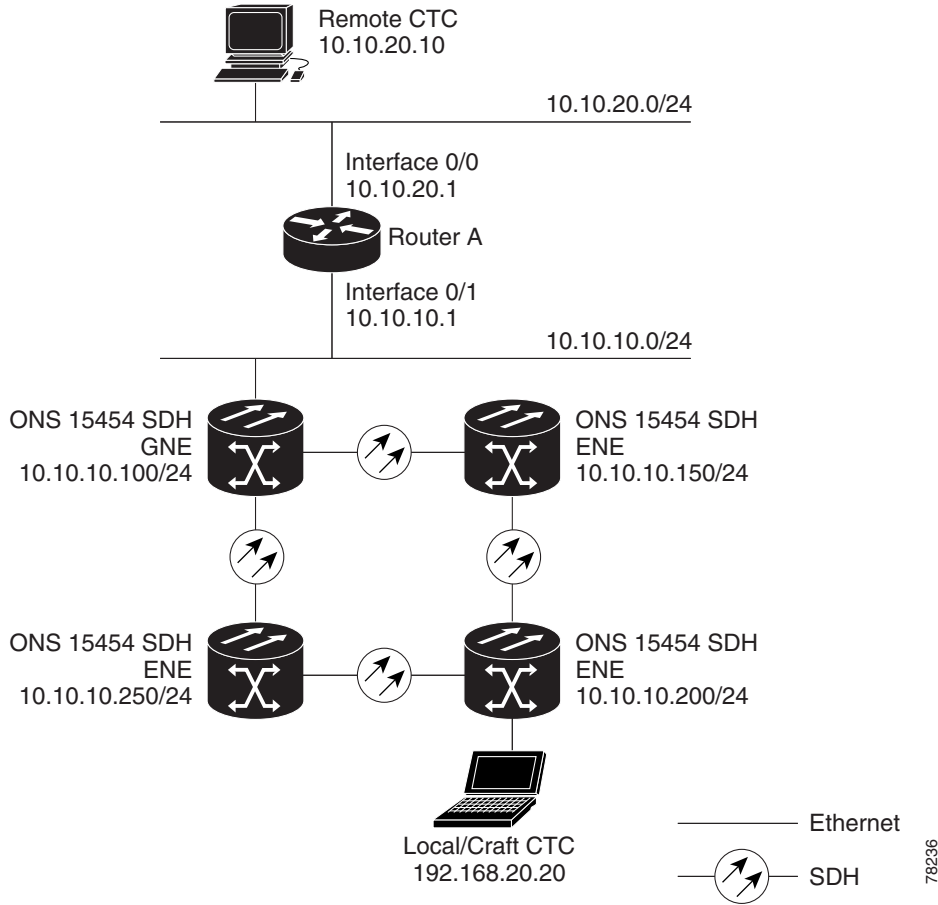 Remote CTC
10.10.20.10
10.10.20.0/24
Interface 0/0
10.10.20.1
Router A
Interface 0/1
10.10.10.1
10.10.10.0/24
ONS 15454 SDH
GNE
10.10.10.100/24
ONS 15454 SDH
ENE
10.10.10.150/24
ONS 15454 SDH
ENE
10.10.10.250/24
ONS 15454 SDH
ENE
10.10.10.200/24
Local/Craft CTC
192.168.20.20
Ethernet
SDH
78236